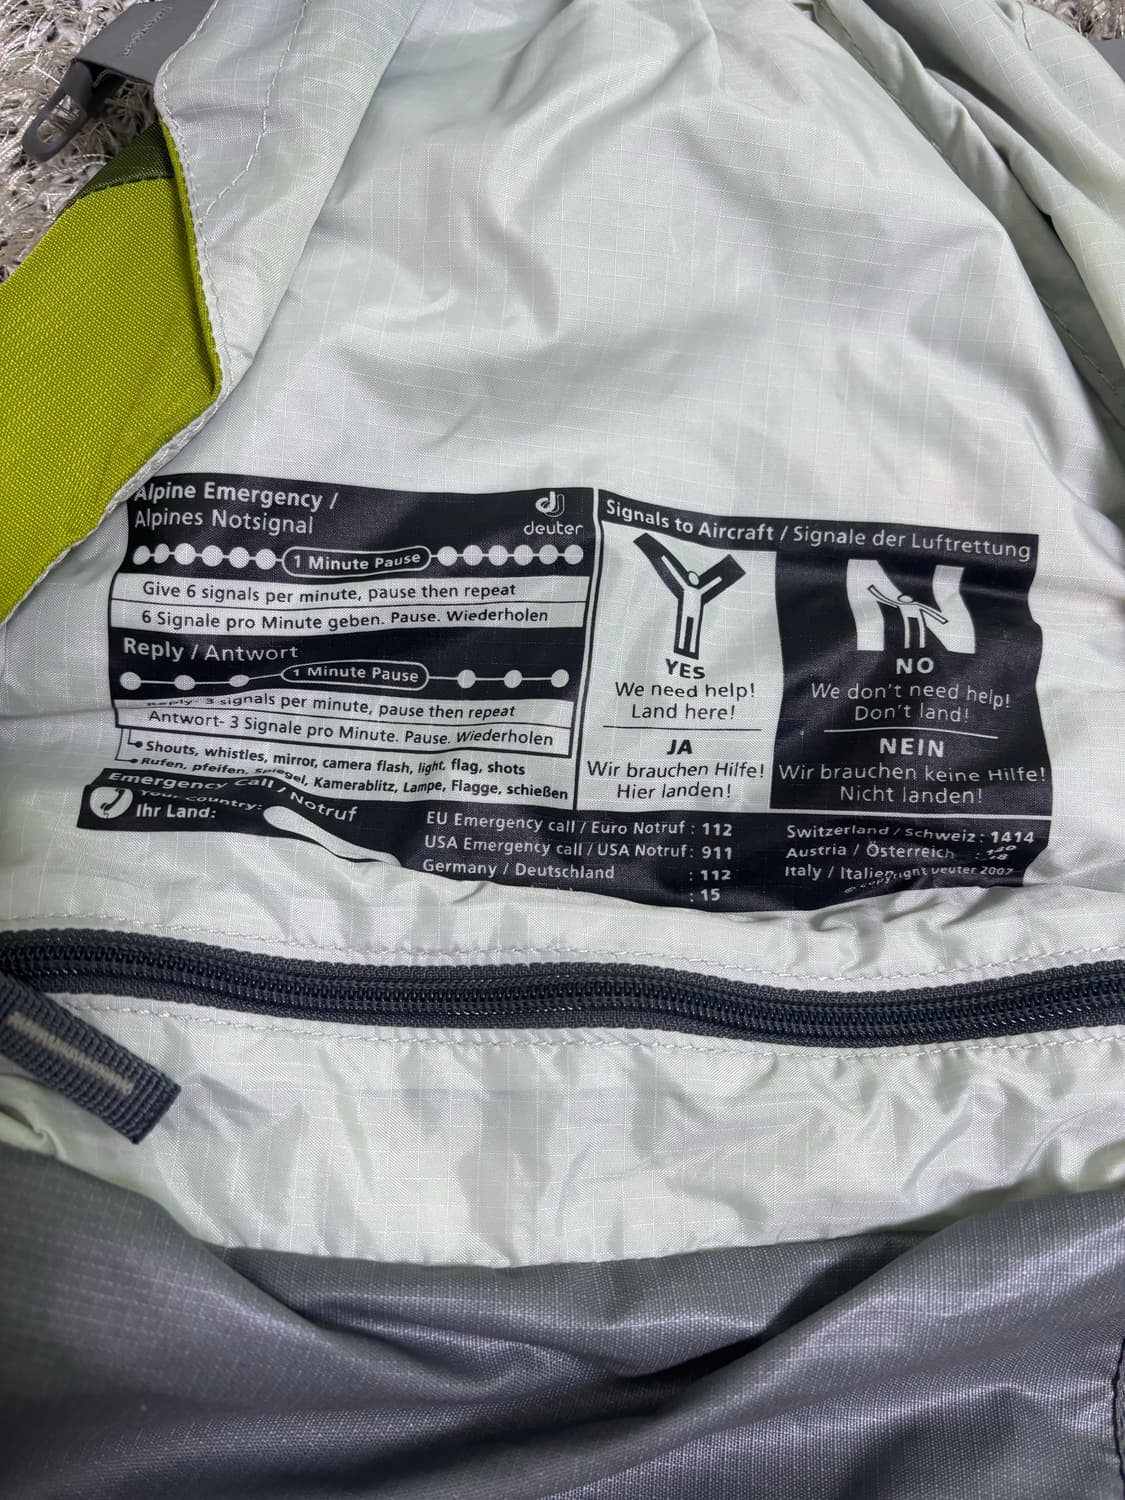 Alpine Emergency /
Alpines Notsignal
deuter
1 Minute Pause
Give 6 signals per minute, pause then repeat
6 Signale pro Minute geben. Pause. Wiederholen
Reply / Antwort
1 Minute Pause
Reply- 3 signals per minute, pause then repeat
Antwort- 3 Signale pro Minute. Pause. Wiederholen
Shouts, whistles, mirror, camera flash, light, flag, shots
Rufen, pfeifen, Spiegel, Kamerablitz, Lampe, Flagge, schießen
Signals to Aircraft / Signale der Luftrettung
YES
We need help!
Land here!
JA
Wir brauchen Hilfe!
Hier landen!
N
NO
We don't need help!
Don't land!
NEIN
Wir brauchen keine Hilfe!
Nicht landen!
Emergency call / Notruf
Your country:
Ihr Land:
EU Emergency call / Euro Notruf : 112
USA Emergency call / USA Notruf: 911
Germany / Deutschland : 112
: 15
Switzerland / Schweiz: 1414
Austria / Österreich :
Italy / Italien
Deuter 2007